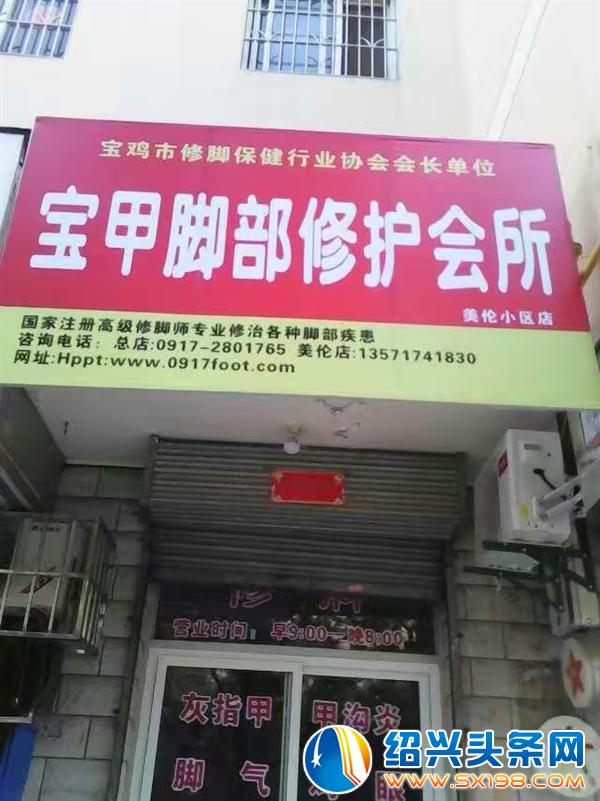 宝鸡市修脚保健行业协会会长单位
宝甲脚部修护会所
美伦小区店
国家注册高级修脚师专业修治各种脚部疾患
咨询电话：总店:0917-2801765 美伦店:13571741830
网址:Hppt:www.0917foot.com
营业时间：早9:00一晚8:00
灰指甲 甲沟炎
脚气 眼
绍兴头条网
www.sx198.com